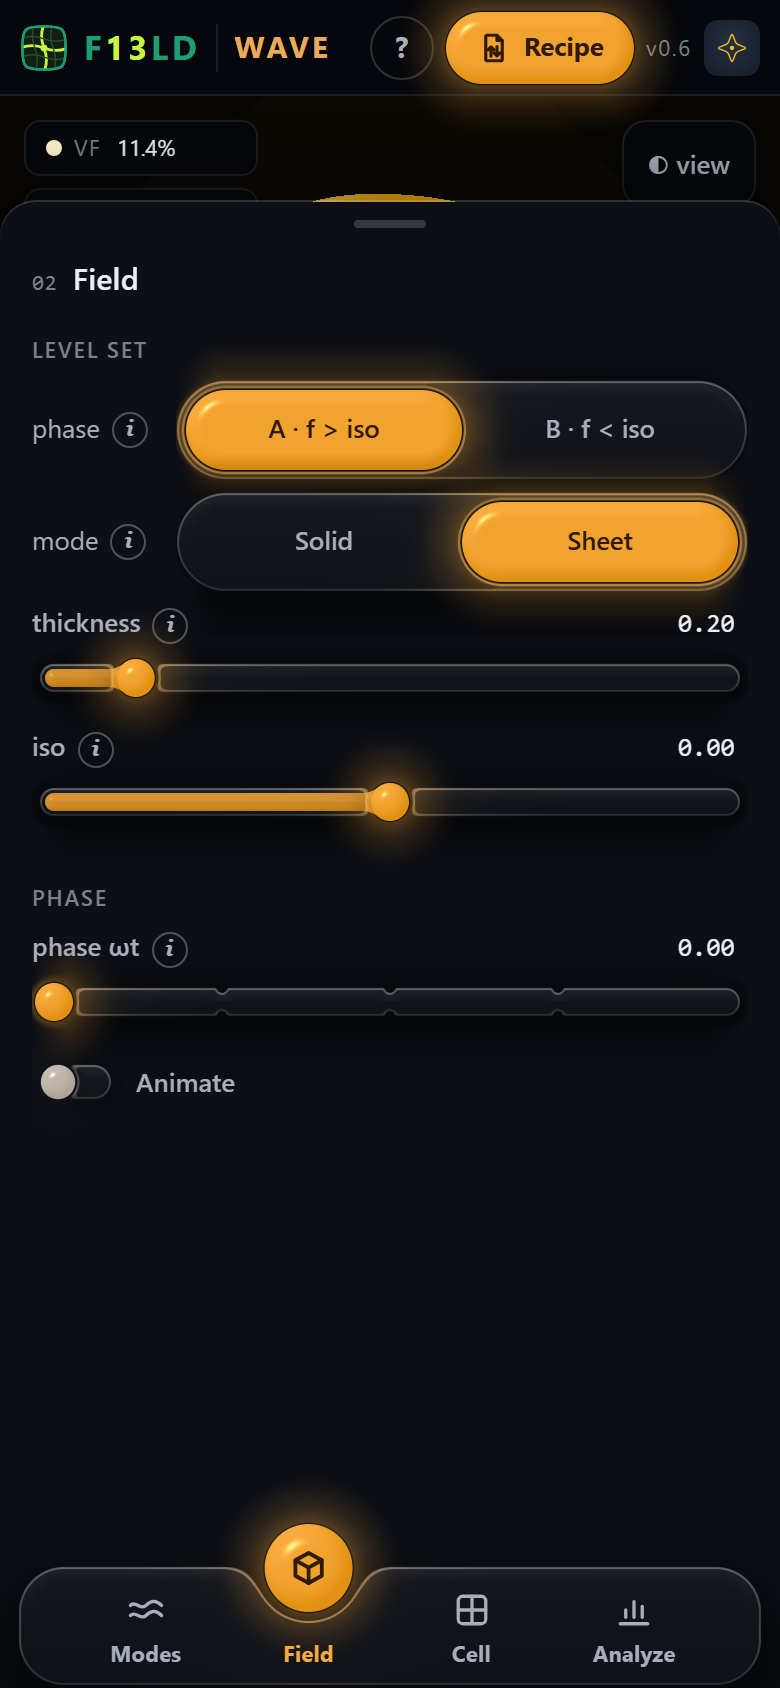 F13LD WAVE ? Recipe v0.6
VF 11.4%
view
02 Field
LEVEL SET
phase i A · f > iso B · f < iso
mode i Solid Sheet
thickness i 0.20
iso i 0.00
PHASE
phase ωt i 0.00
Animate
Modes Field Cell Analyze